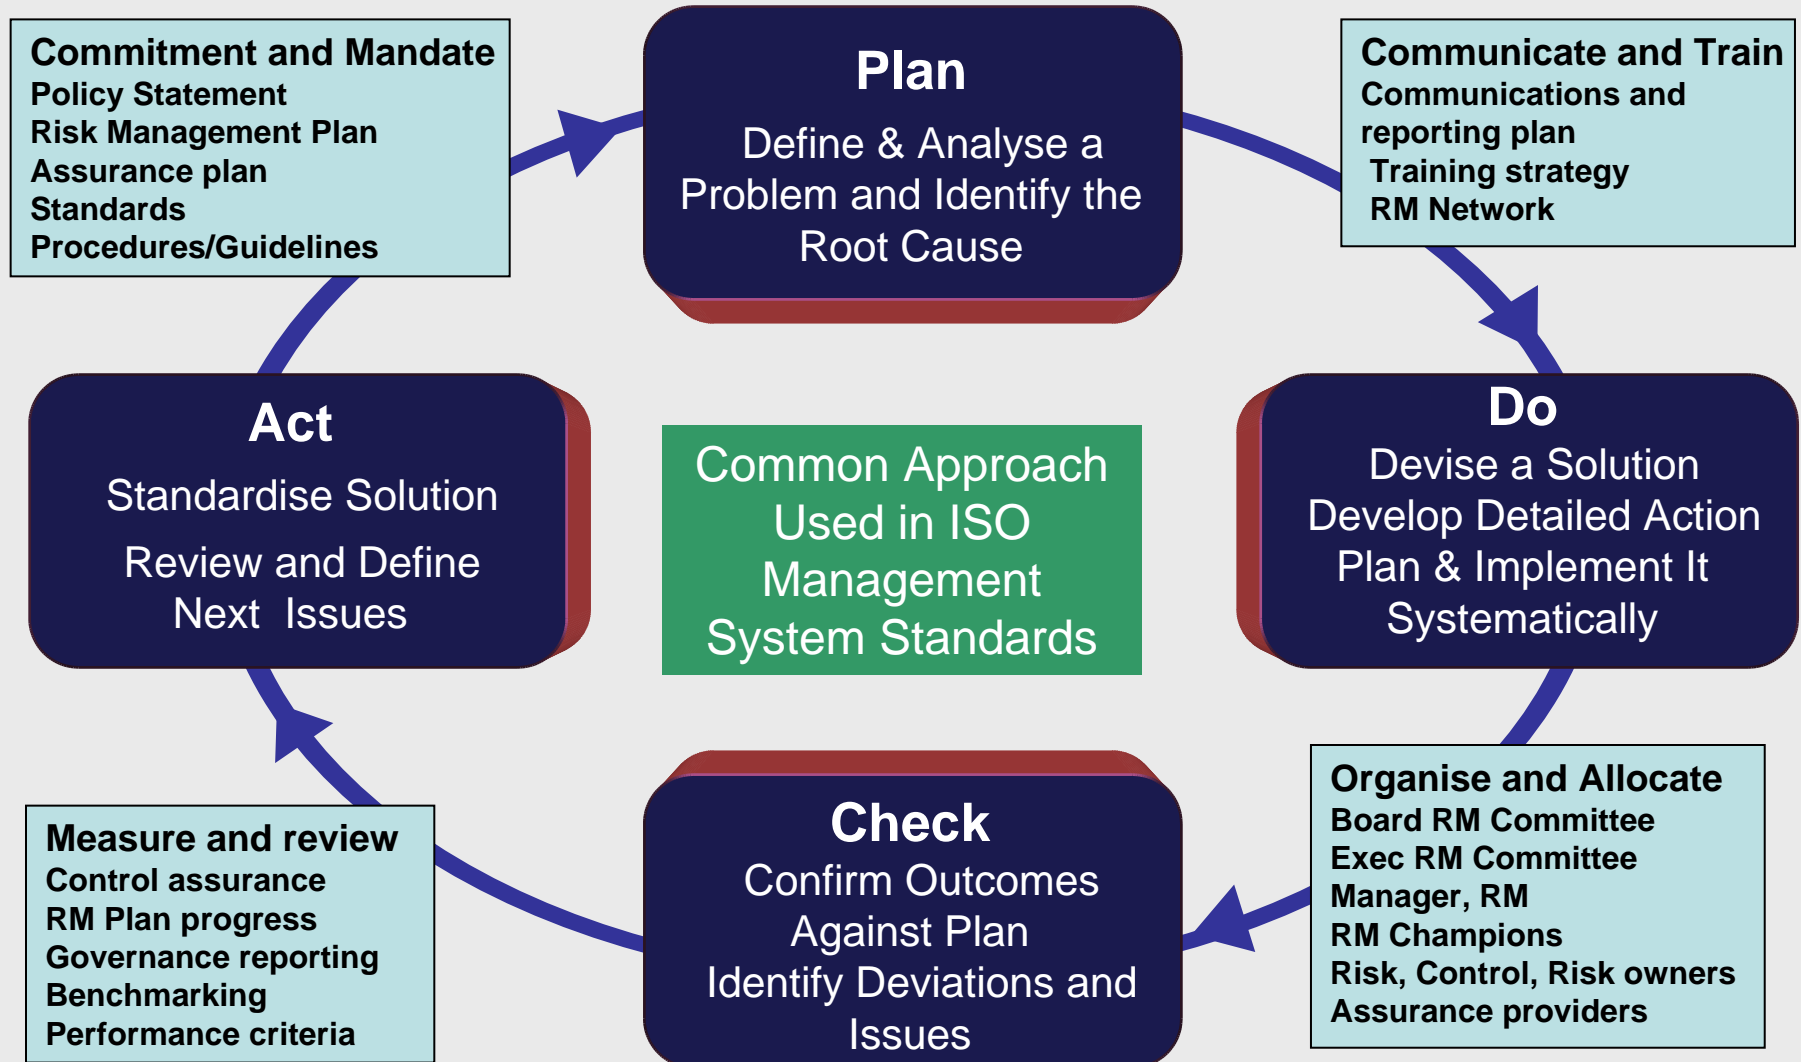 Commitment and Mandate
Policy Statement
Risk Management Plan
Assurance plan
Standards
Procedures/Guidelines
Plan
Define & Analyse a
Problem and Identify the
Root Cause
Communicate and Train
Communications and
reporting plan
Training strategy
RM Network
Act
Standardise Solution
Review and Define
Next Issues
Common Approach
Used in ISO
Management
System Standards
Do
Devise a Solution
Develop Detailed Action
Plan & Implement It
Systematically
Measure and review
Control assurance
RM Plan progress
Governance reporting
Benchmarking
Performance criteria
Check
Confirm Outcomes
Against Plan
Identify Deviations and
Issues
Organise and Allocate
Board RM Committee
Exec RM Committee
Manager, RM
RM Champions
Risk, Control, Risk owners
Assurance providers